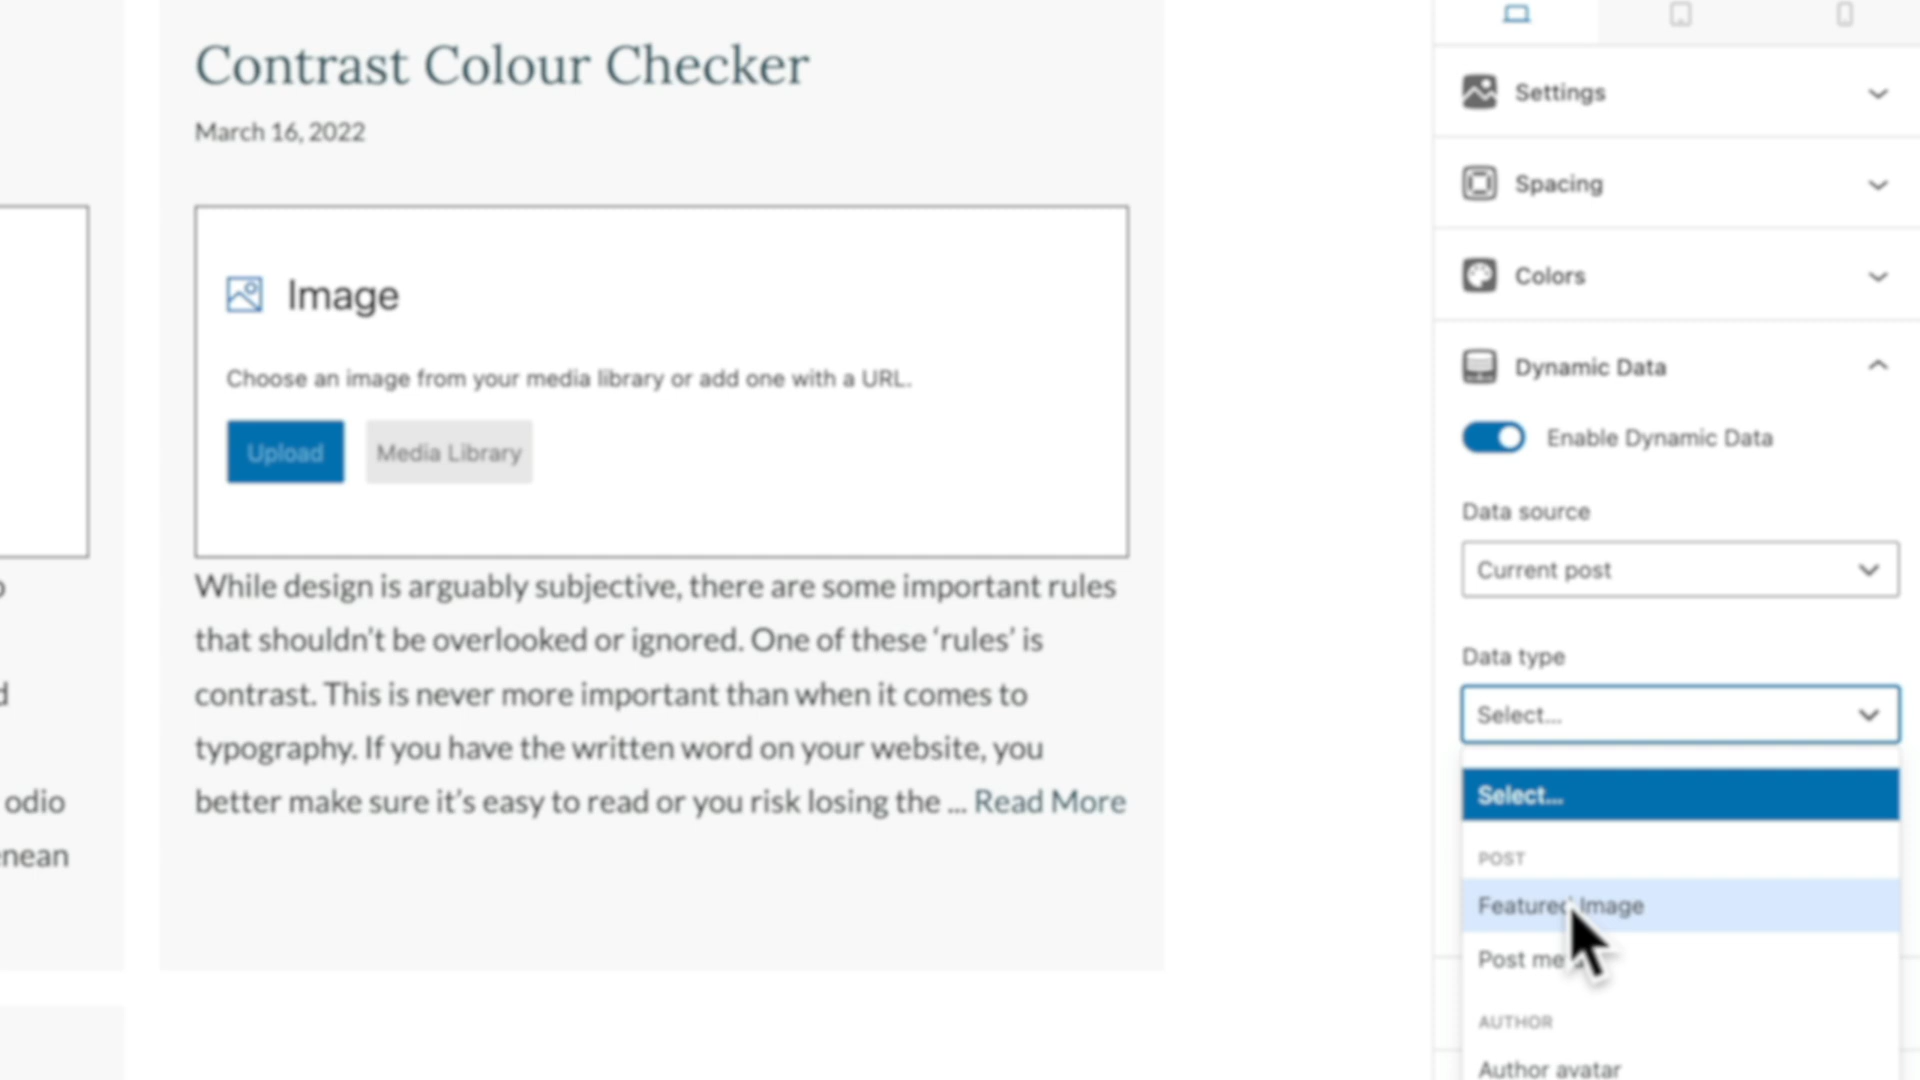 Contrast Colour Checker
March 16, 2022
Image
Choose an image from your media library or add one with a URL.
Upload
Media Library
While design is arguably subjective, there are some important rules
that shouldn’t be overlooked or ignored. One of these ‘rules’ is
contrast. This is never more important than when it comes to
typography. If you have the written word on your website, you
better make sure it’s easy to read or you risk losing the ... Read More
odio
Settings
Spacing
Colors
Dynamic Data
Enable Dynamic Data
Data source
Current post
Data type
Select...
Select...
POST
Featured Image
Post
AUTHOR
Author avatar